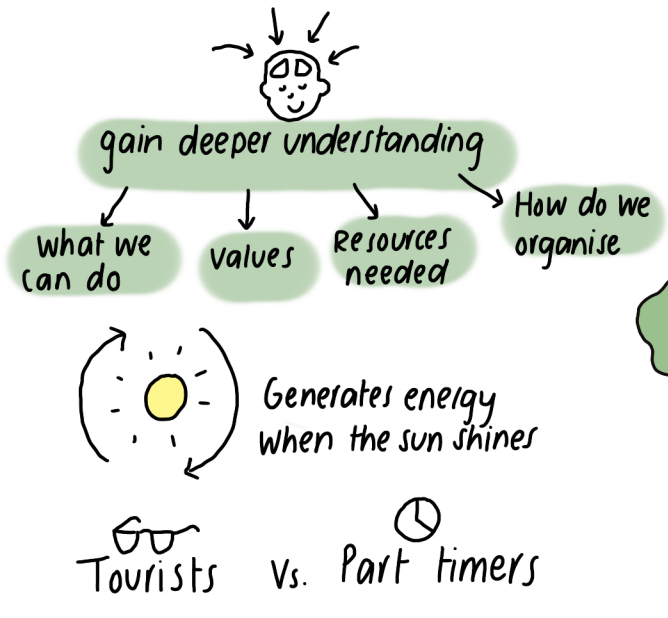 gain deeper understanding
What we
can do
values
Resources
needed
How do we
organise
Generates energy
when the sun shines
Tourists vs. Part timers